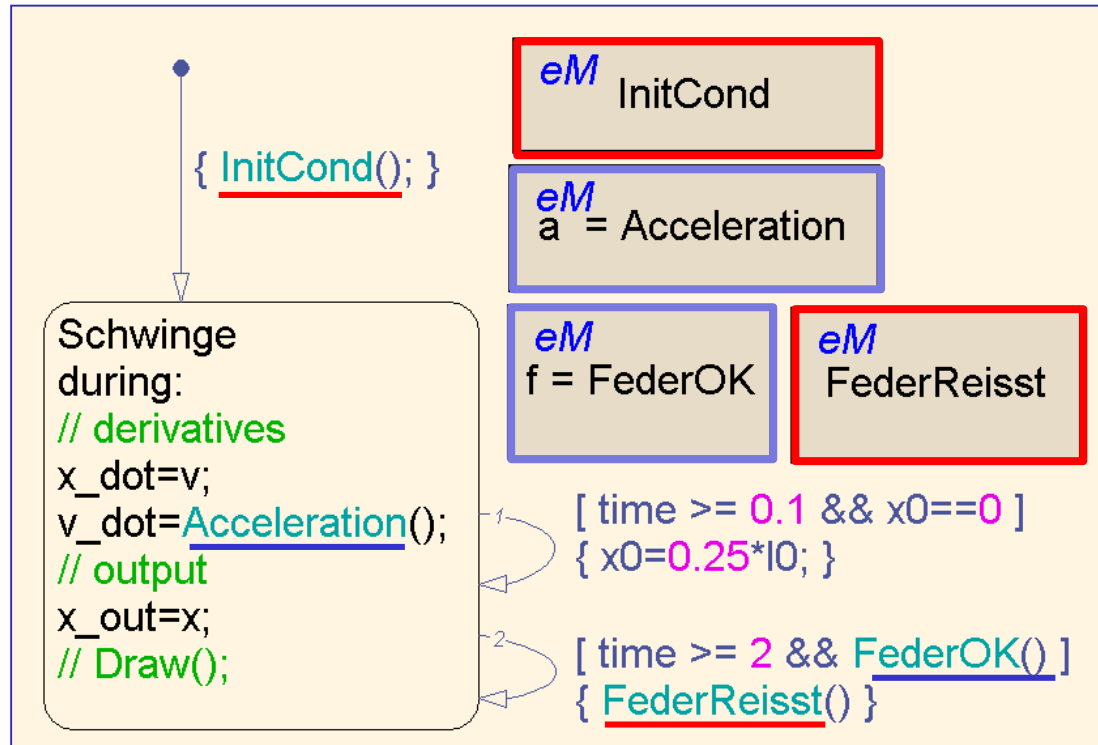 { InitCond(); }
eM
InitCond
eM
a = Acceleration
eM
f = FederOK
eM
FederReisst
Schwinge
during:
// derivatives
x_dot=v;
v_dot=Acceleration();
// output
x_out=x;
// Draw();
1
[ time >= 0.1 && x0==0 ]
{ x0=0.25*l0; }
2
[ time >= 2 && FederOK() ]
{ FederReisst() }